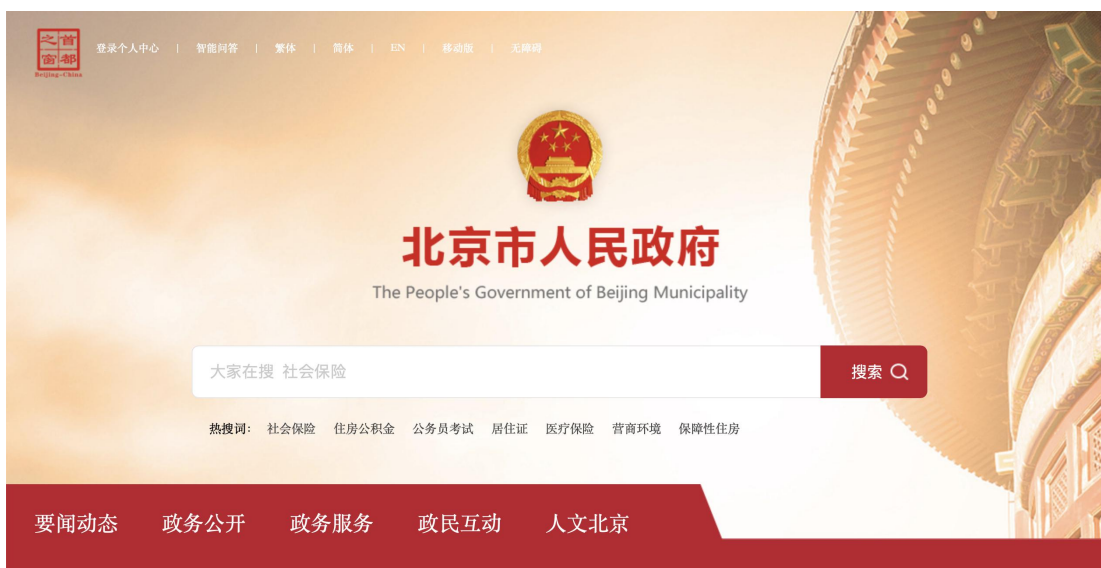 首都之窗
Beijing-China
登录个人中心 | 智能问答 | 繁体 | 简体 | EN | 移动版 | 无障碍
北京市人民政府
The People's Government of Beijing Municipality
大家在搜 社会保险
搜索
热搜词: 社会保险 住房公积金 公务员考试 居住证 医疗保险 营商环境 保障性住房
要闻动态 政务公开 政务服务 政民互动 人文北京